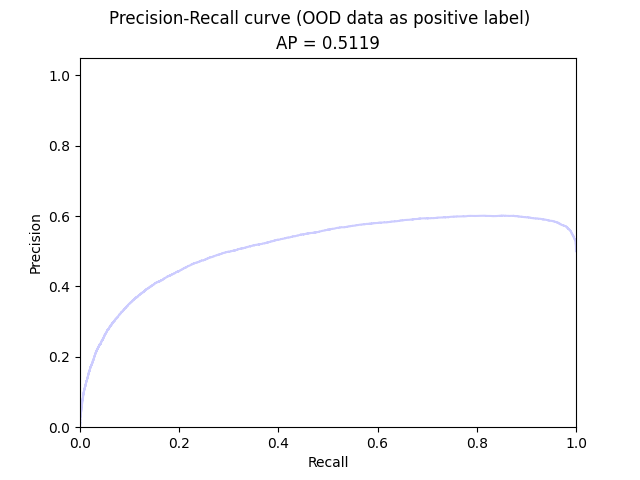 Precision-Recall curve (OOD data as positive label)
AP = 0.5119
1.0
0.8
0.6
0.4
0.2
0.0
Precision
0.0 0.2 0.4 0.6 0.8 1.0
Recall